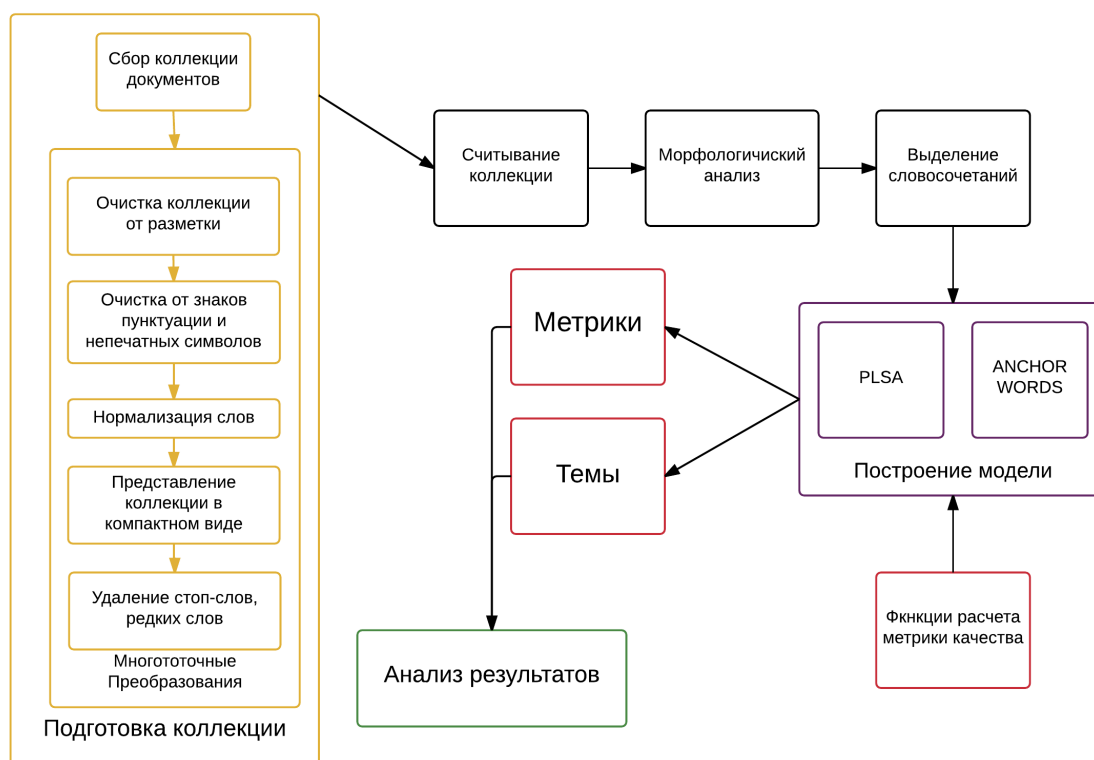 Сбор коллекции
документов
Очистка коллекции
от разметки
Очистка от знаков
пунктуации и
непечатных символов
Нормализация слов
Представление
коллекции в
компактном виде
Удаление стоп-слов,
редких слов
Многототочные
Преобразования
Подготовка коллекции
Считывание
коллекции
Морфологичиский
анализ
Выделение
словосочетаний
PLSA
ANCHOR
WORDS
Построение модели
Фкнкции расчета
метрики качества
Метрики
Темы
Анализ результатов